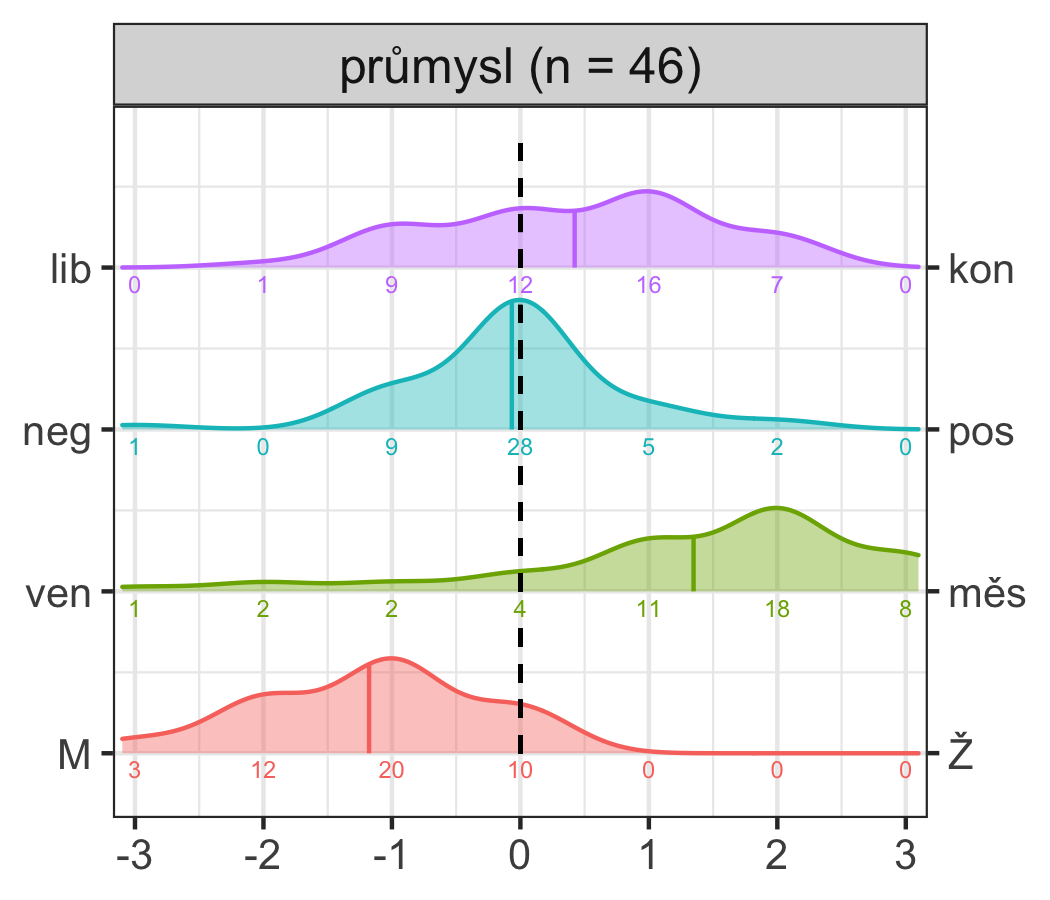 průmysl (n = 46)
lib kon
0 1 9 12 16 7 0
neg pos
1 0 9 28 5 2 0
ven měs
1 2 2 4 11 18 8
M Ž
3 12 20 10 0 0 0
-3 -2 -1 0 1 2 3